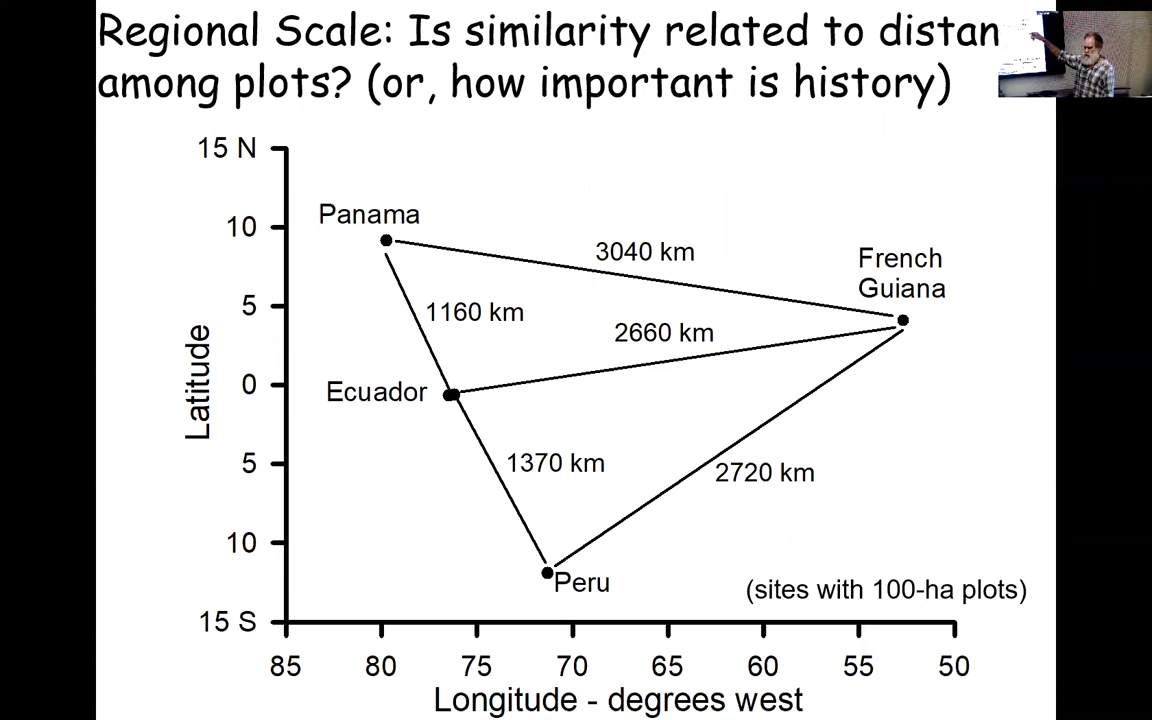 Regional Scale: Is similarity related to distan
among plots? (or, how important is history)
15 N
Panama
10
3040 km
French
Guiana
5
1160 km
2660 km
Latitude
0
Ecuador
5
1370 km
2720 km
10
Peru
(sites with 100-ha plots)
15 S
85 80 75 70 65 60 55 50
Longitude - degrees west